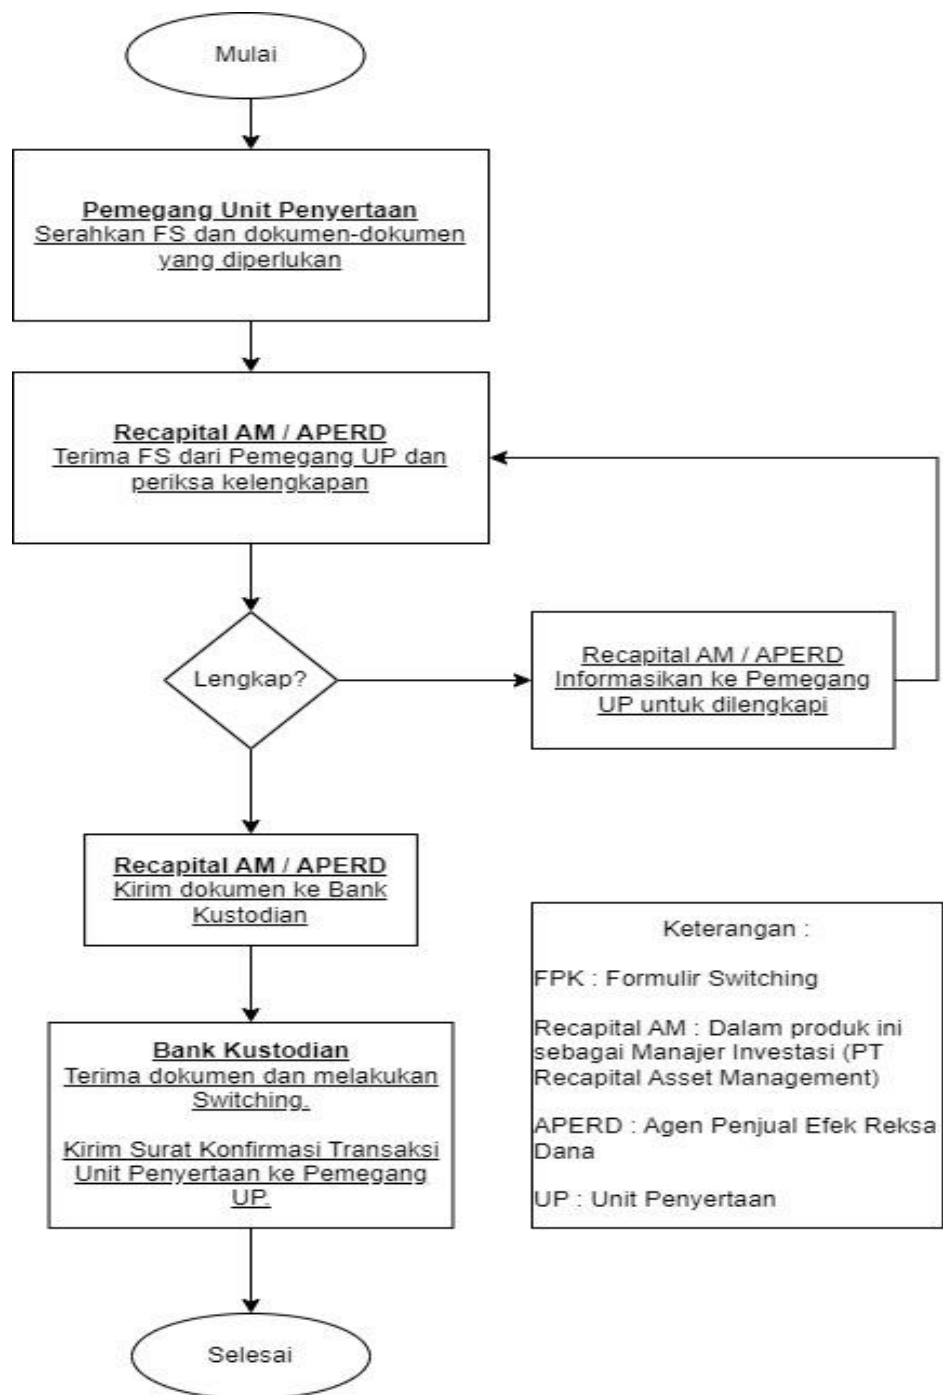 Mulai
Pemegang Unit Penyertaan
Serahkan FS dan dokumen-dokumen
yang diperlukan
Recapital AM / APERD
Terima FS dari Pemegang UP dan
periksa kelengkapan
Lengkap?
Recapital AM / APERD
Informasikan ke Pemegang
UP untuk dilengkapi
Recapital AM / APERD
Kirim dokumen ke Bank
Kustodian
Bank Kustodian
Terima dokumen dan melakukan
Switching.
Kirim Surat Konfirmasi Transaksi
Unit Penyertaan ke Pemegang
UP.
Selesai
Keterangan :
FPK : Formulir Switching
Recapital AM : Dalam produk ini
sebagai Manajer Investasi (PT
Recapital Asset Management)
APERD : Agen Penjual Efek Reksa
Dana
UP : Unit Penyertaan